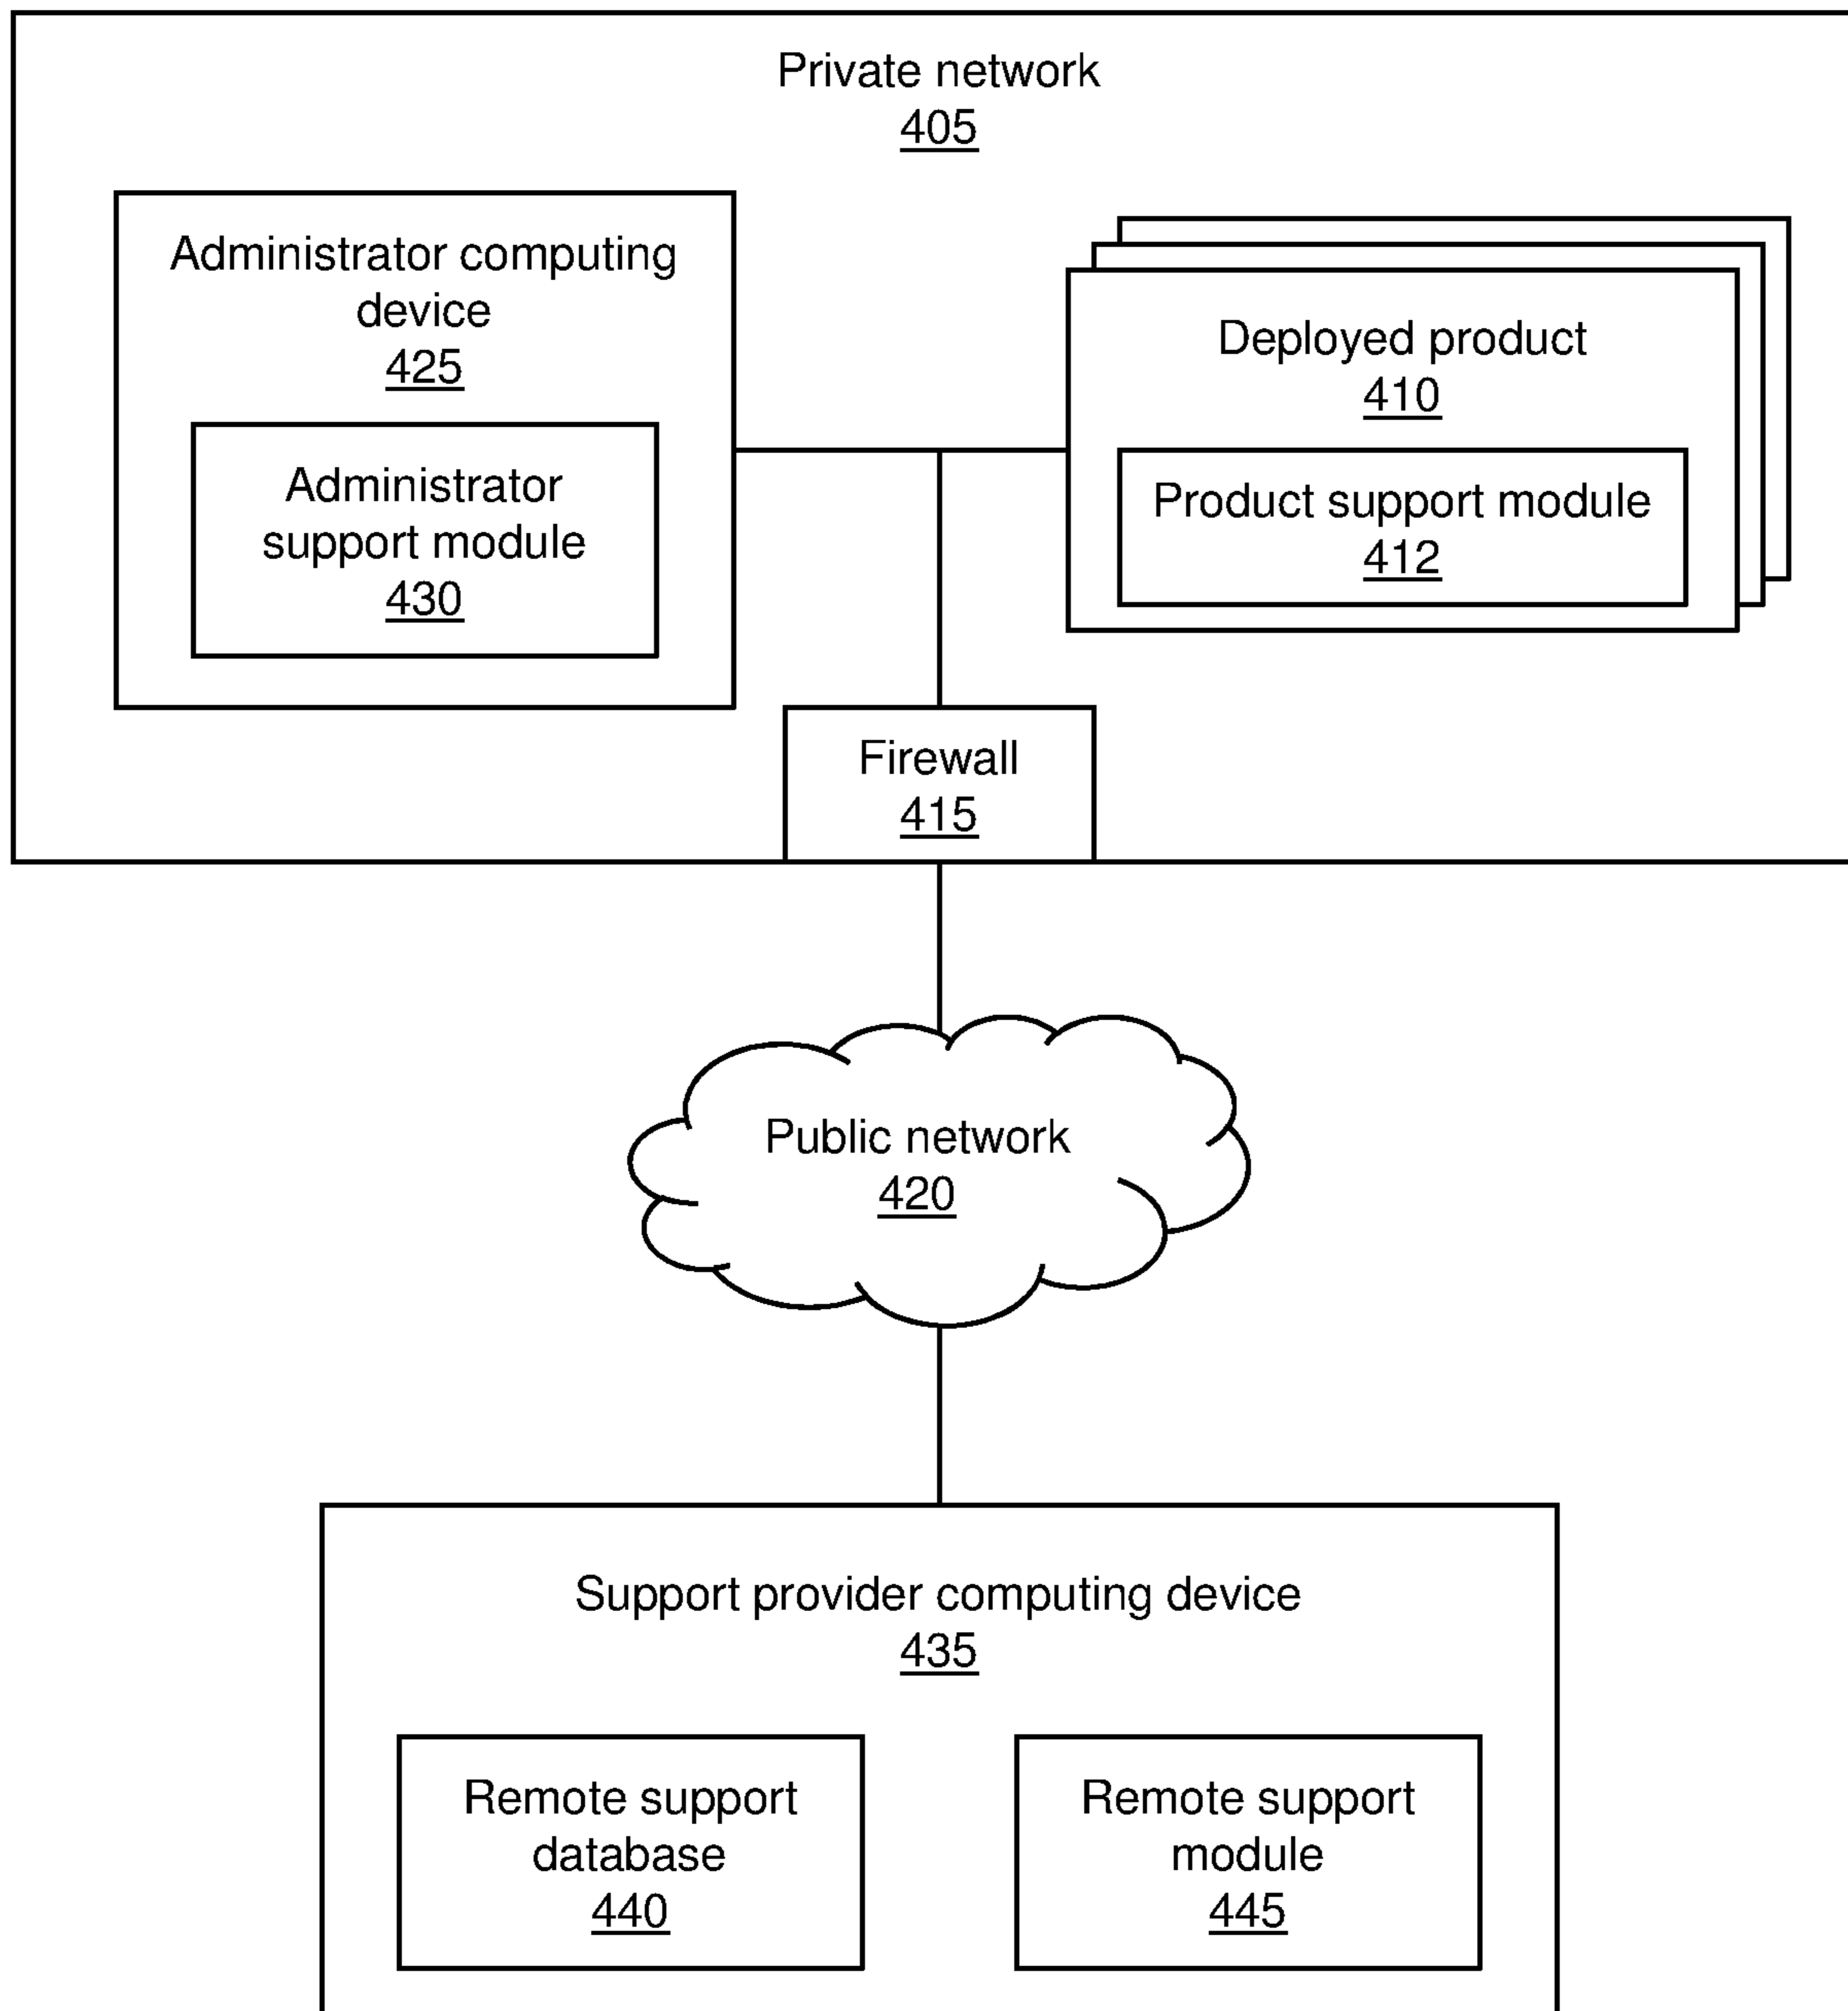 Private network
405
Administrator computing
device
425
Administrator
support module
430
Deployed product
410
Product support module
412
Firewall
415
Public network
420
Support provider computing device
435
Remote support
database
440
Remote support
module
445